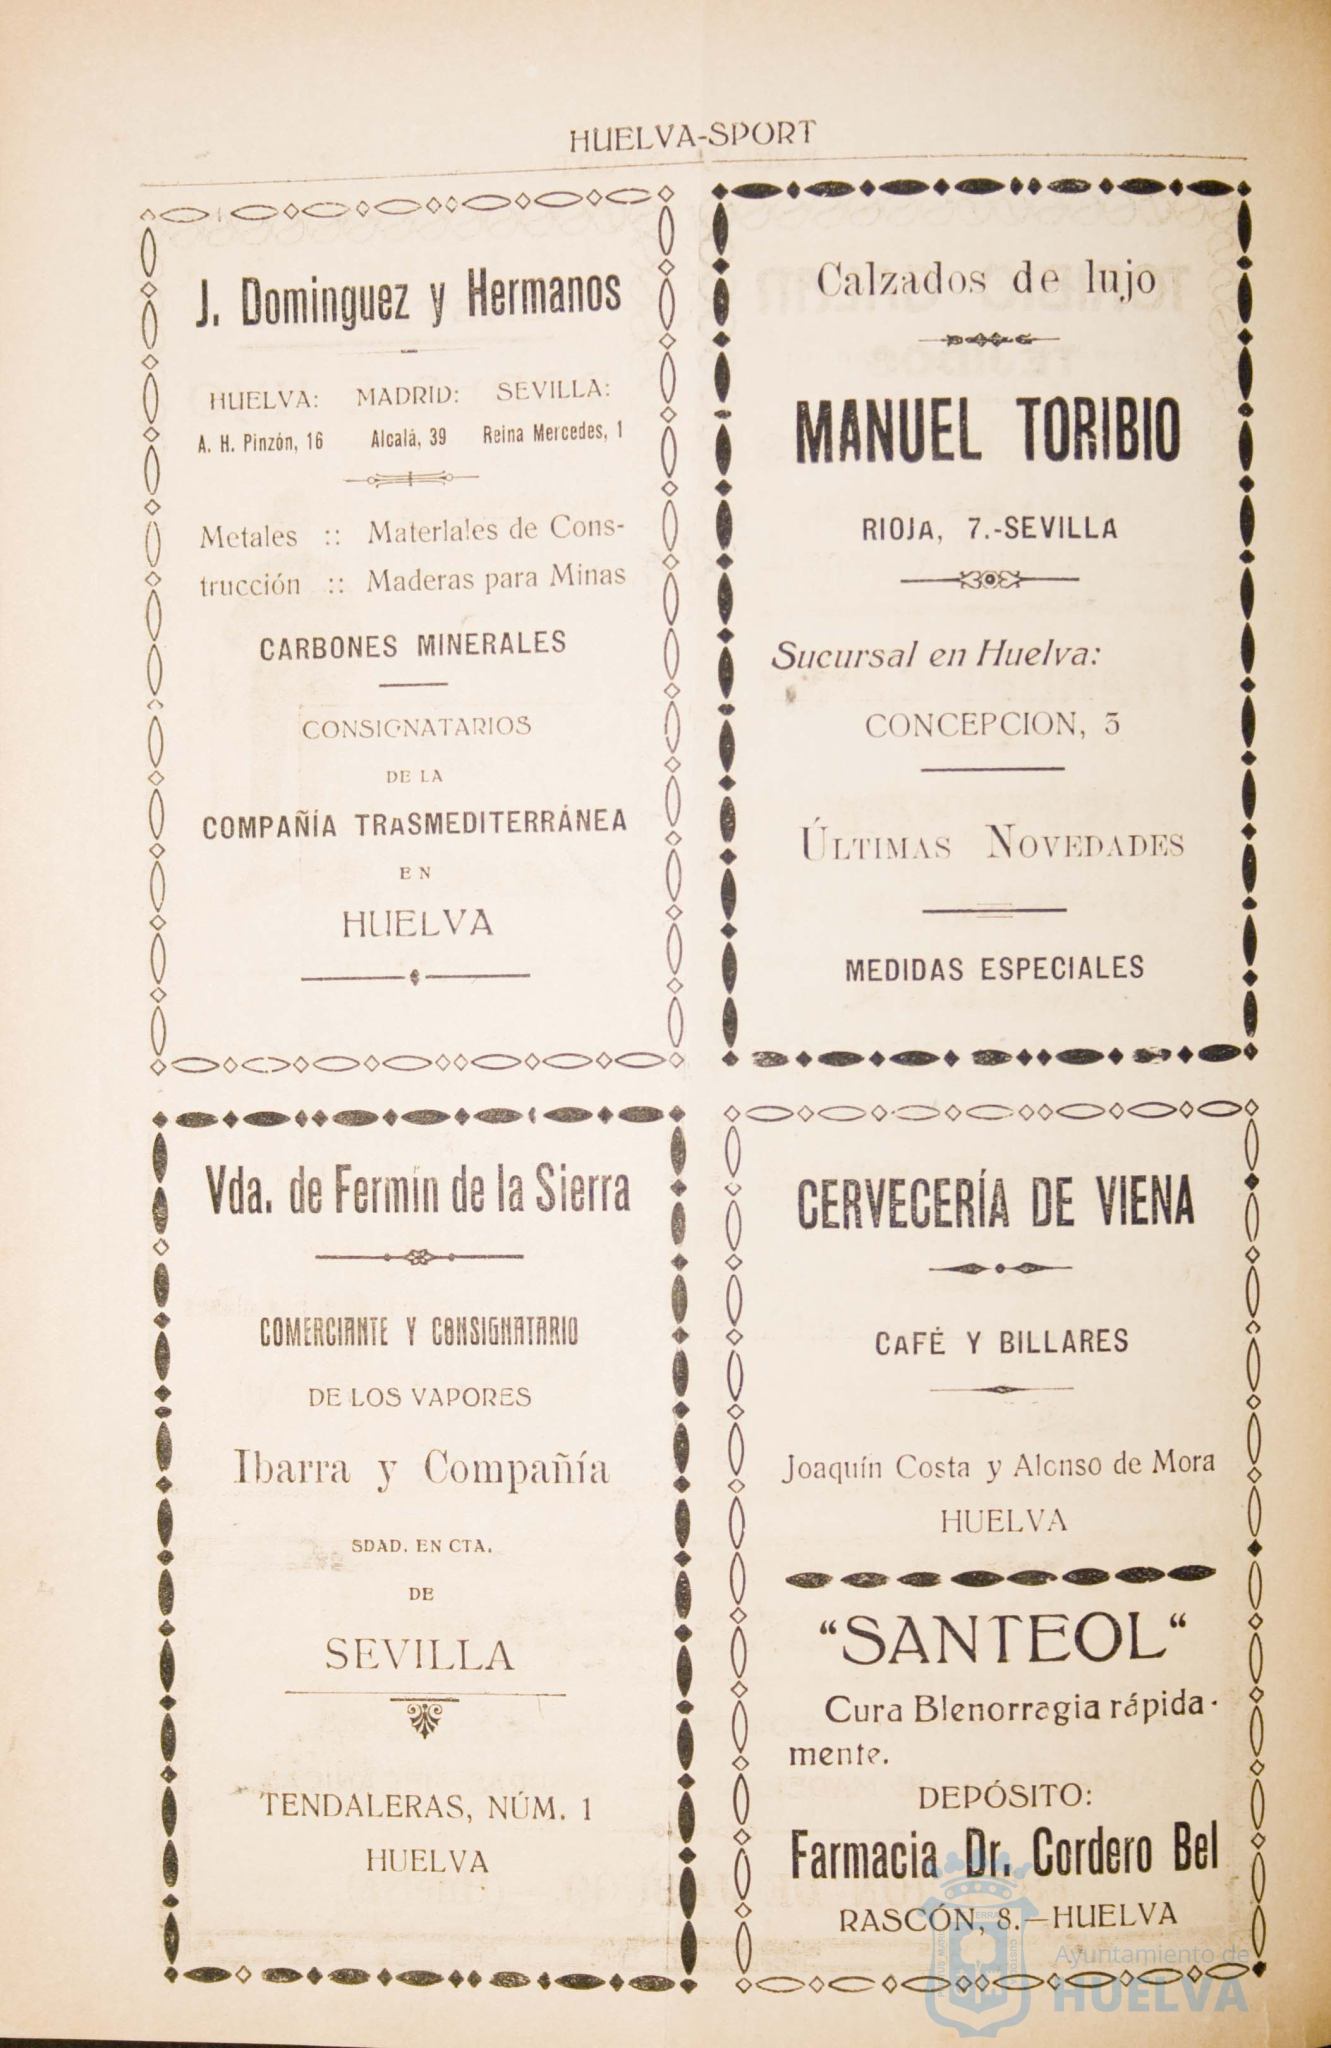 HUELVA-SPORT
J. Dominguez y Hermanos
HUELVA: MADRID: SEVILLA:
A. H. Pinzón, 16 Alcalá, 39 Reina Mercedes, 1
Metales :: Materiales de Cons-
trucción :: Maderas para Minas
CARBONES MINERALES
CONSIGNATARIOS
DE LA
COMPAÑÍA TRASMEDITERRÁNEA
EN
HUELVA
Calzados de lujo
MANUEL TORIBIO
RIOJA, 7.-SEVILLA
Sucursal en Huelva:
CONCEPCION, 3
ÚLTIMAS NOVEDADES
MEDIDAS ESPECIALES
Vda. de Fermín de la Sierra
COMERCIANTE Y CONSIGNATARIO
DE LOS VAPORES
Ibarra y Compañía
SDAD. EN CTA.
DE
SEVILLA
TENDALERAS, NÚM. 1
HUELVA
CERVECERÍA DE VIENA
CAFÉ Y BILLARES
Joaquín Costa y Alonso de Mora
HUELVA
"SANTEOL"
Cura Blenorragia rápida-
mente.
DEPÓSITO:
Farmacia Dr. Cordero Bel
RASCÓN, 8.—HUELVA
Ayuntamiento de
HUELVA